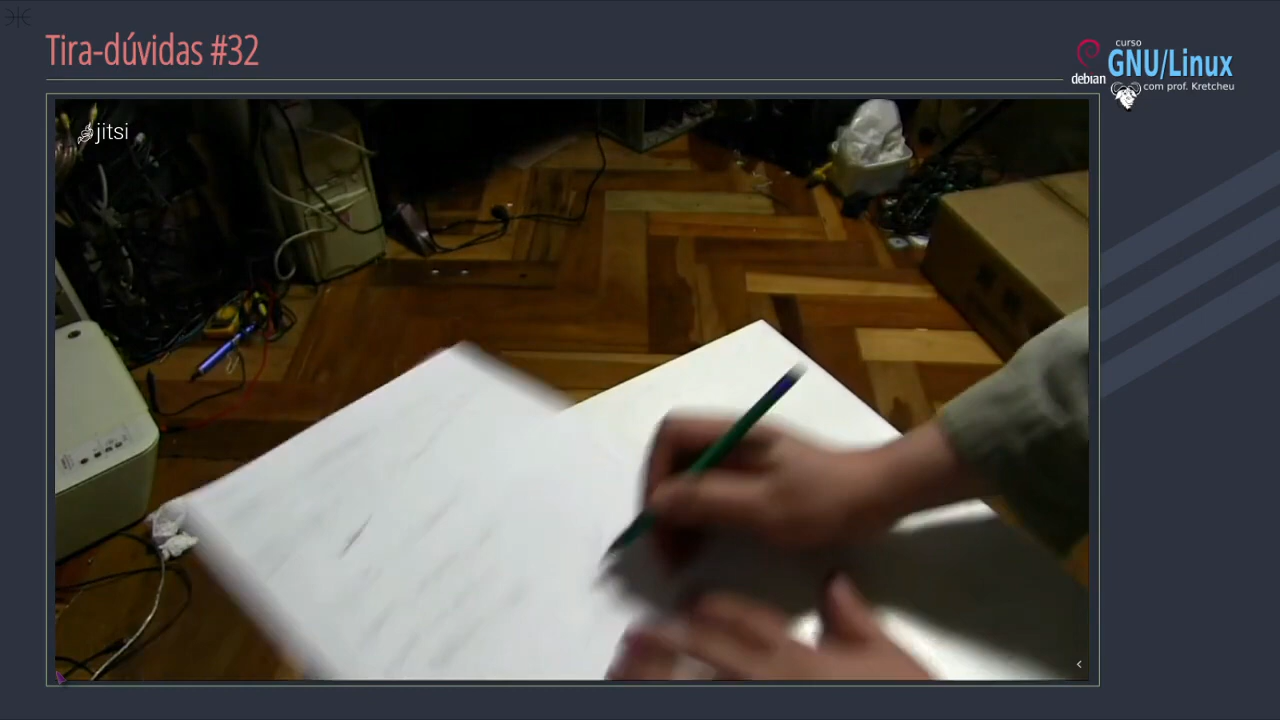 Tira-dúvidas #32
curso
GNU/Linux
debian
com prof. Kretcheu
jitsi